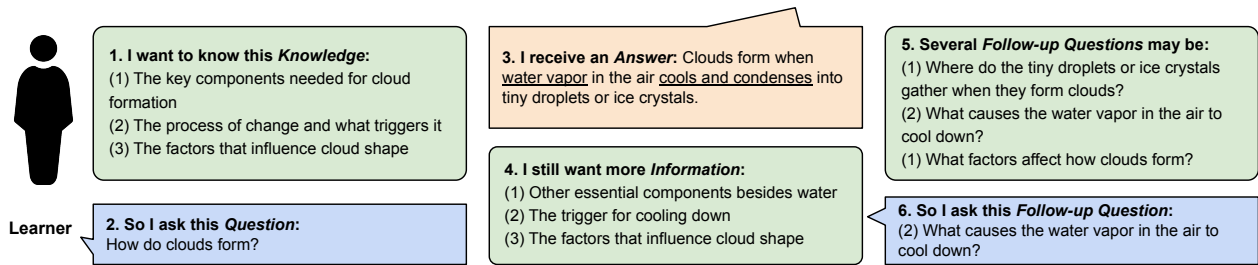 Learner
1. I want to know this Knowledge:
(1) The key components needed for cloud
formation
(2) The process of change and what triggers it
(3) The factors that influence cloud shape
2. So I ask this Question:
How do clouds form?
3. I receive an Answer: Clouds form when
water vapor in the air cools and condenses into
tiny droplets or ice crystals.
4. I still want more Information:
(1) Other essential components besides water
(2) The trigger for cooling down
(3) The factors that influence cloud shape
5. Several Follow-up Questions may be:
(1) Where do the tiny droplets or ice crystals
gather when they form clouds?
(2) What causes the water vapor in the air to
cool down?
(1) What factors affect how clouds form?
6. So I ask this Follow-up Question:
(2) What causes the water vapor in the air to
cool down?